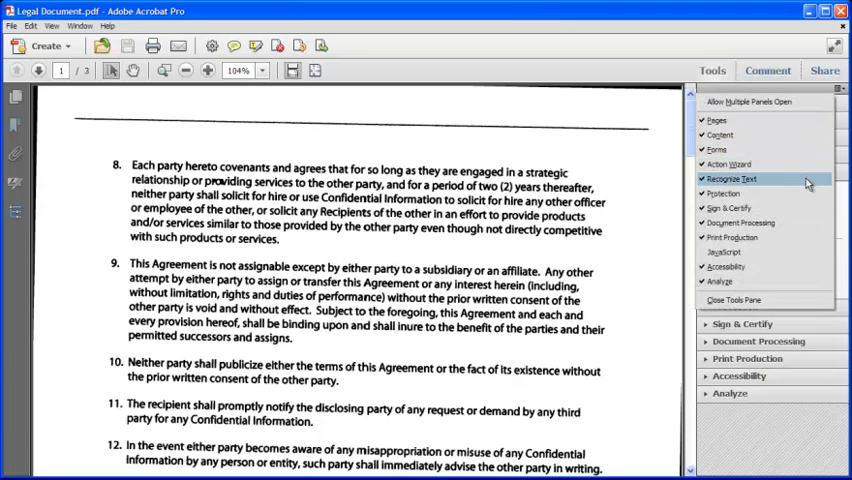 Legal Document.pdf - Adobe Acrobat Pro
File Edit View Window Help
Create
1 / 3
104%
Tools Comment Share
Allow Multiple Panels Open
Pages
Content
Forms
Action Wizard
Recognize Text
Protection
Sign & Certify
Document Processing
Print Production
JavaScript
Accessibility
Analyze
Close Tools Pane
Sign & Certify
Document Processing
Print Production
Accessibility
Analyze
8. Each party hereto covenants and agrees that for so long as they are engaged in a strategic
relationship or providing services to the other party, and for a period of two (2) years thereafter,
neither party shall solicit for hire or use Confidential Information to solicit for hire any other officer
or employee of the other, or solicit any Recipients of the other in an effort to provide products
and/or services similar to those provided by the other party even though not directly competitive
with such products or services.
9. This Agreement is not assignable except by either party to a subsidiary or an affiliate. Any other
attempt by either party to assign or transfer this Agreement or any interest herein (including,
without limitation, rights and duties of performance) without the prior written consent of the
other party is void and without effect. Subject to the foregoing, this Agreement and each and
every provision hereof, shall be binding upon and shall inure to the benefit of the parties and their
permitted successors and assigns.
10. Neither party shall publicize either the terms of this Agreement or the fact of its existence without
the prior written consent of the other party.
11. The recipient shall promptly notify the disclosing party of any request or demand by any third
party for any Confidential Information.
12. In the event either party becomes aware of any misappropriation or misuse of any Confidential
Information by any person or entity, such party shall immediately advise the other party in writing.